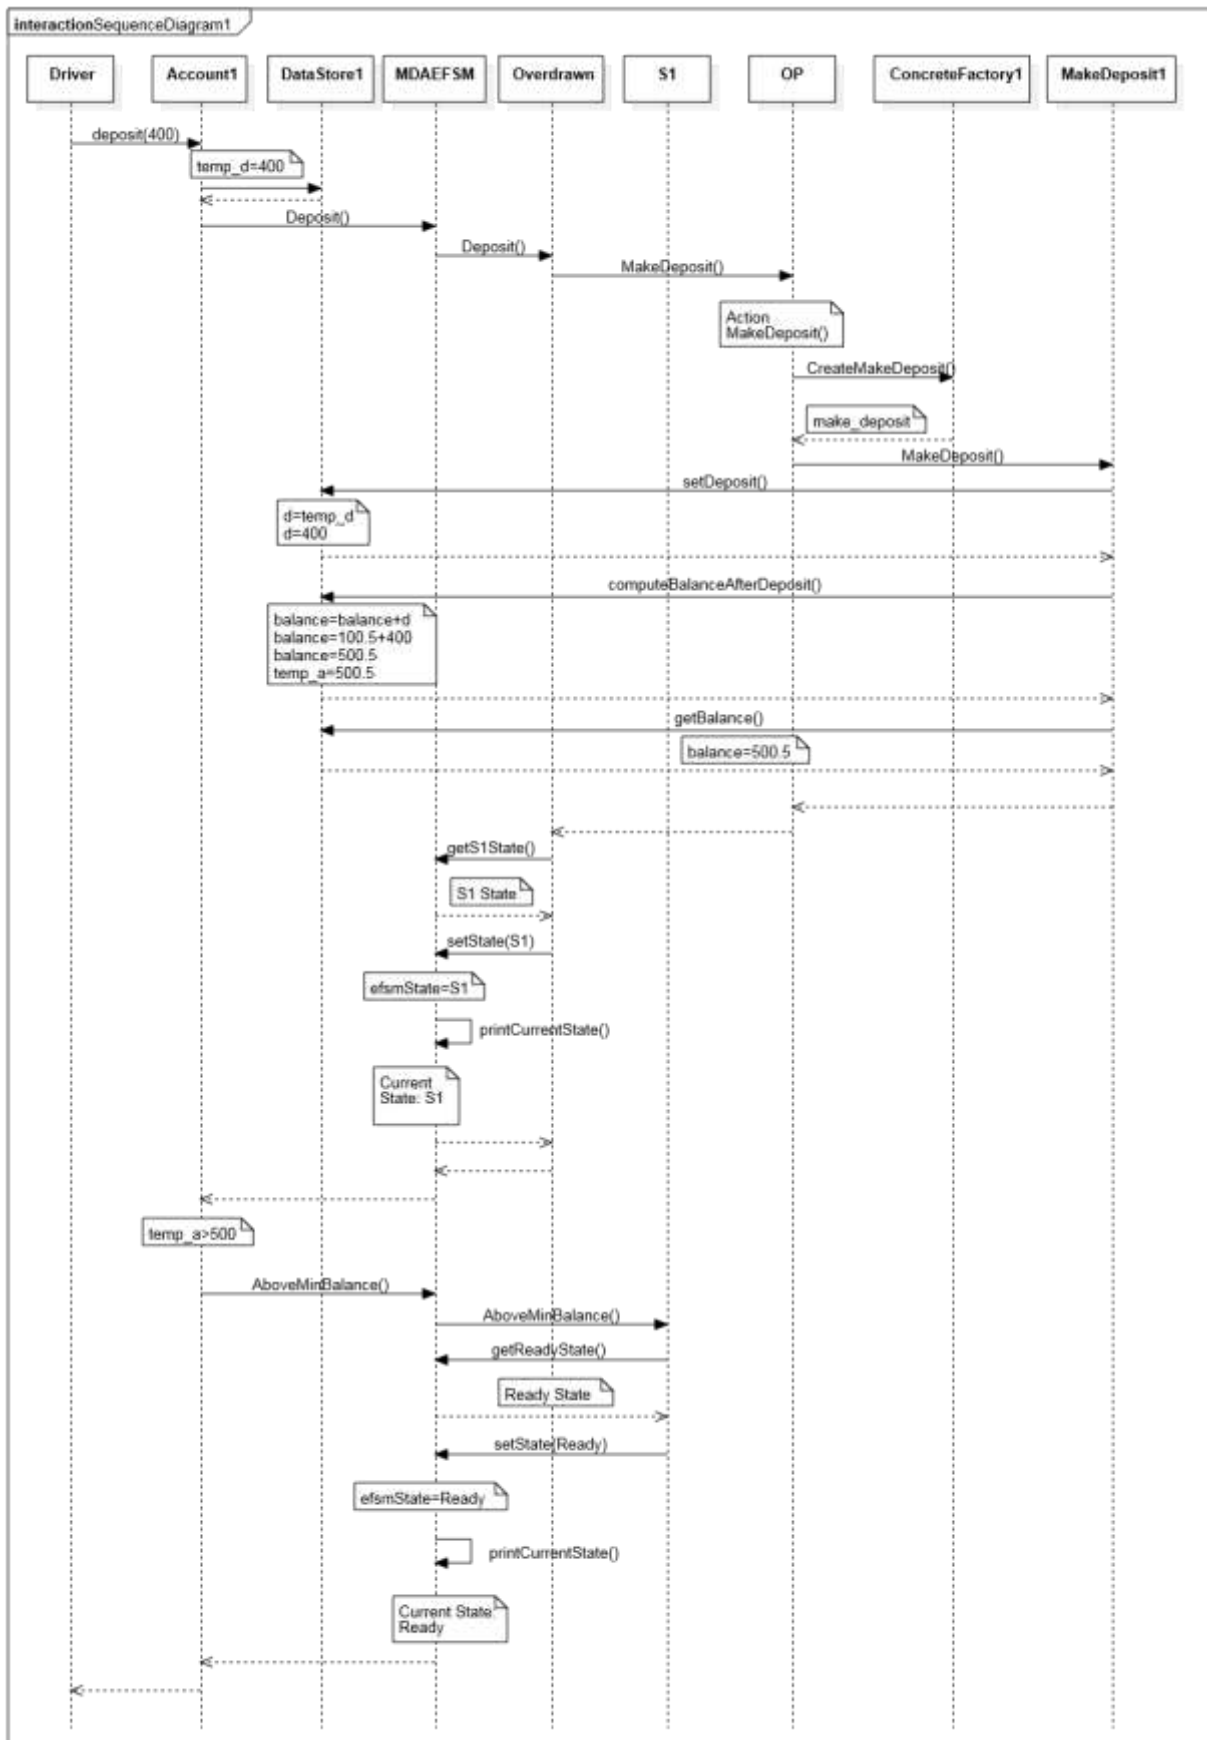 interactionSequenceDiagram1
Driver
Account1
DataStore1
MDAEFSM
Overdrawn
S1
OP
ConcreteFactory1
MakeDeposit1
deposit(400)
temp_d=400
Deposit()
Deposit()
MakeDeposit()
Action
MakeDeposit()
CreateMakeDeposit()
make_deposit
MakeDeposit()
setDeposit()
d=temp_d
d=400
computeBalanceAfterDeposit()
balance=balance+d
balance=100.5+400
balance=500.5
temp_a=500.5
getBalance()
balance=500.5
getS1State()
S1 State
setState(S1)
efsmState=S1
printCurrentState()
Current
State: S1
temp_a>500
AboveMinBalance()
AboveMinBalance()
getReadyState()
Ready State
setState(Ready)
efsmState=Ready
printCurrentState()
Current State:
Ready